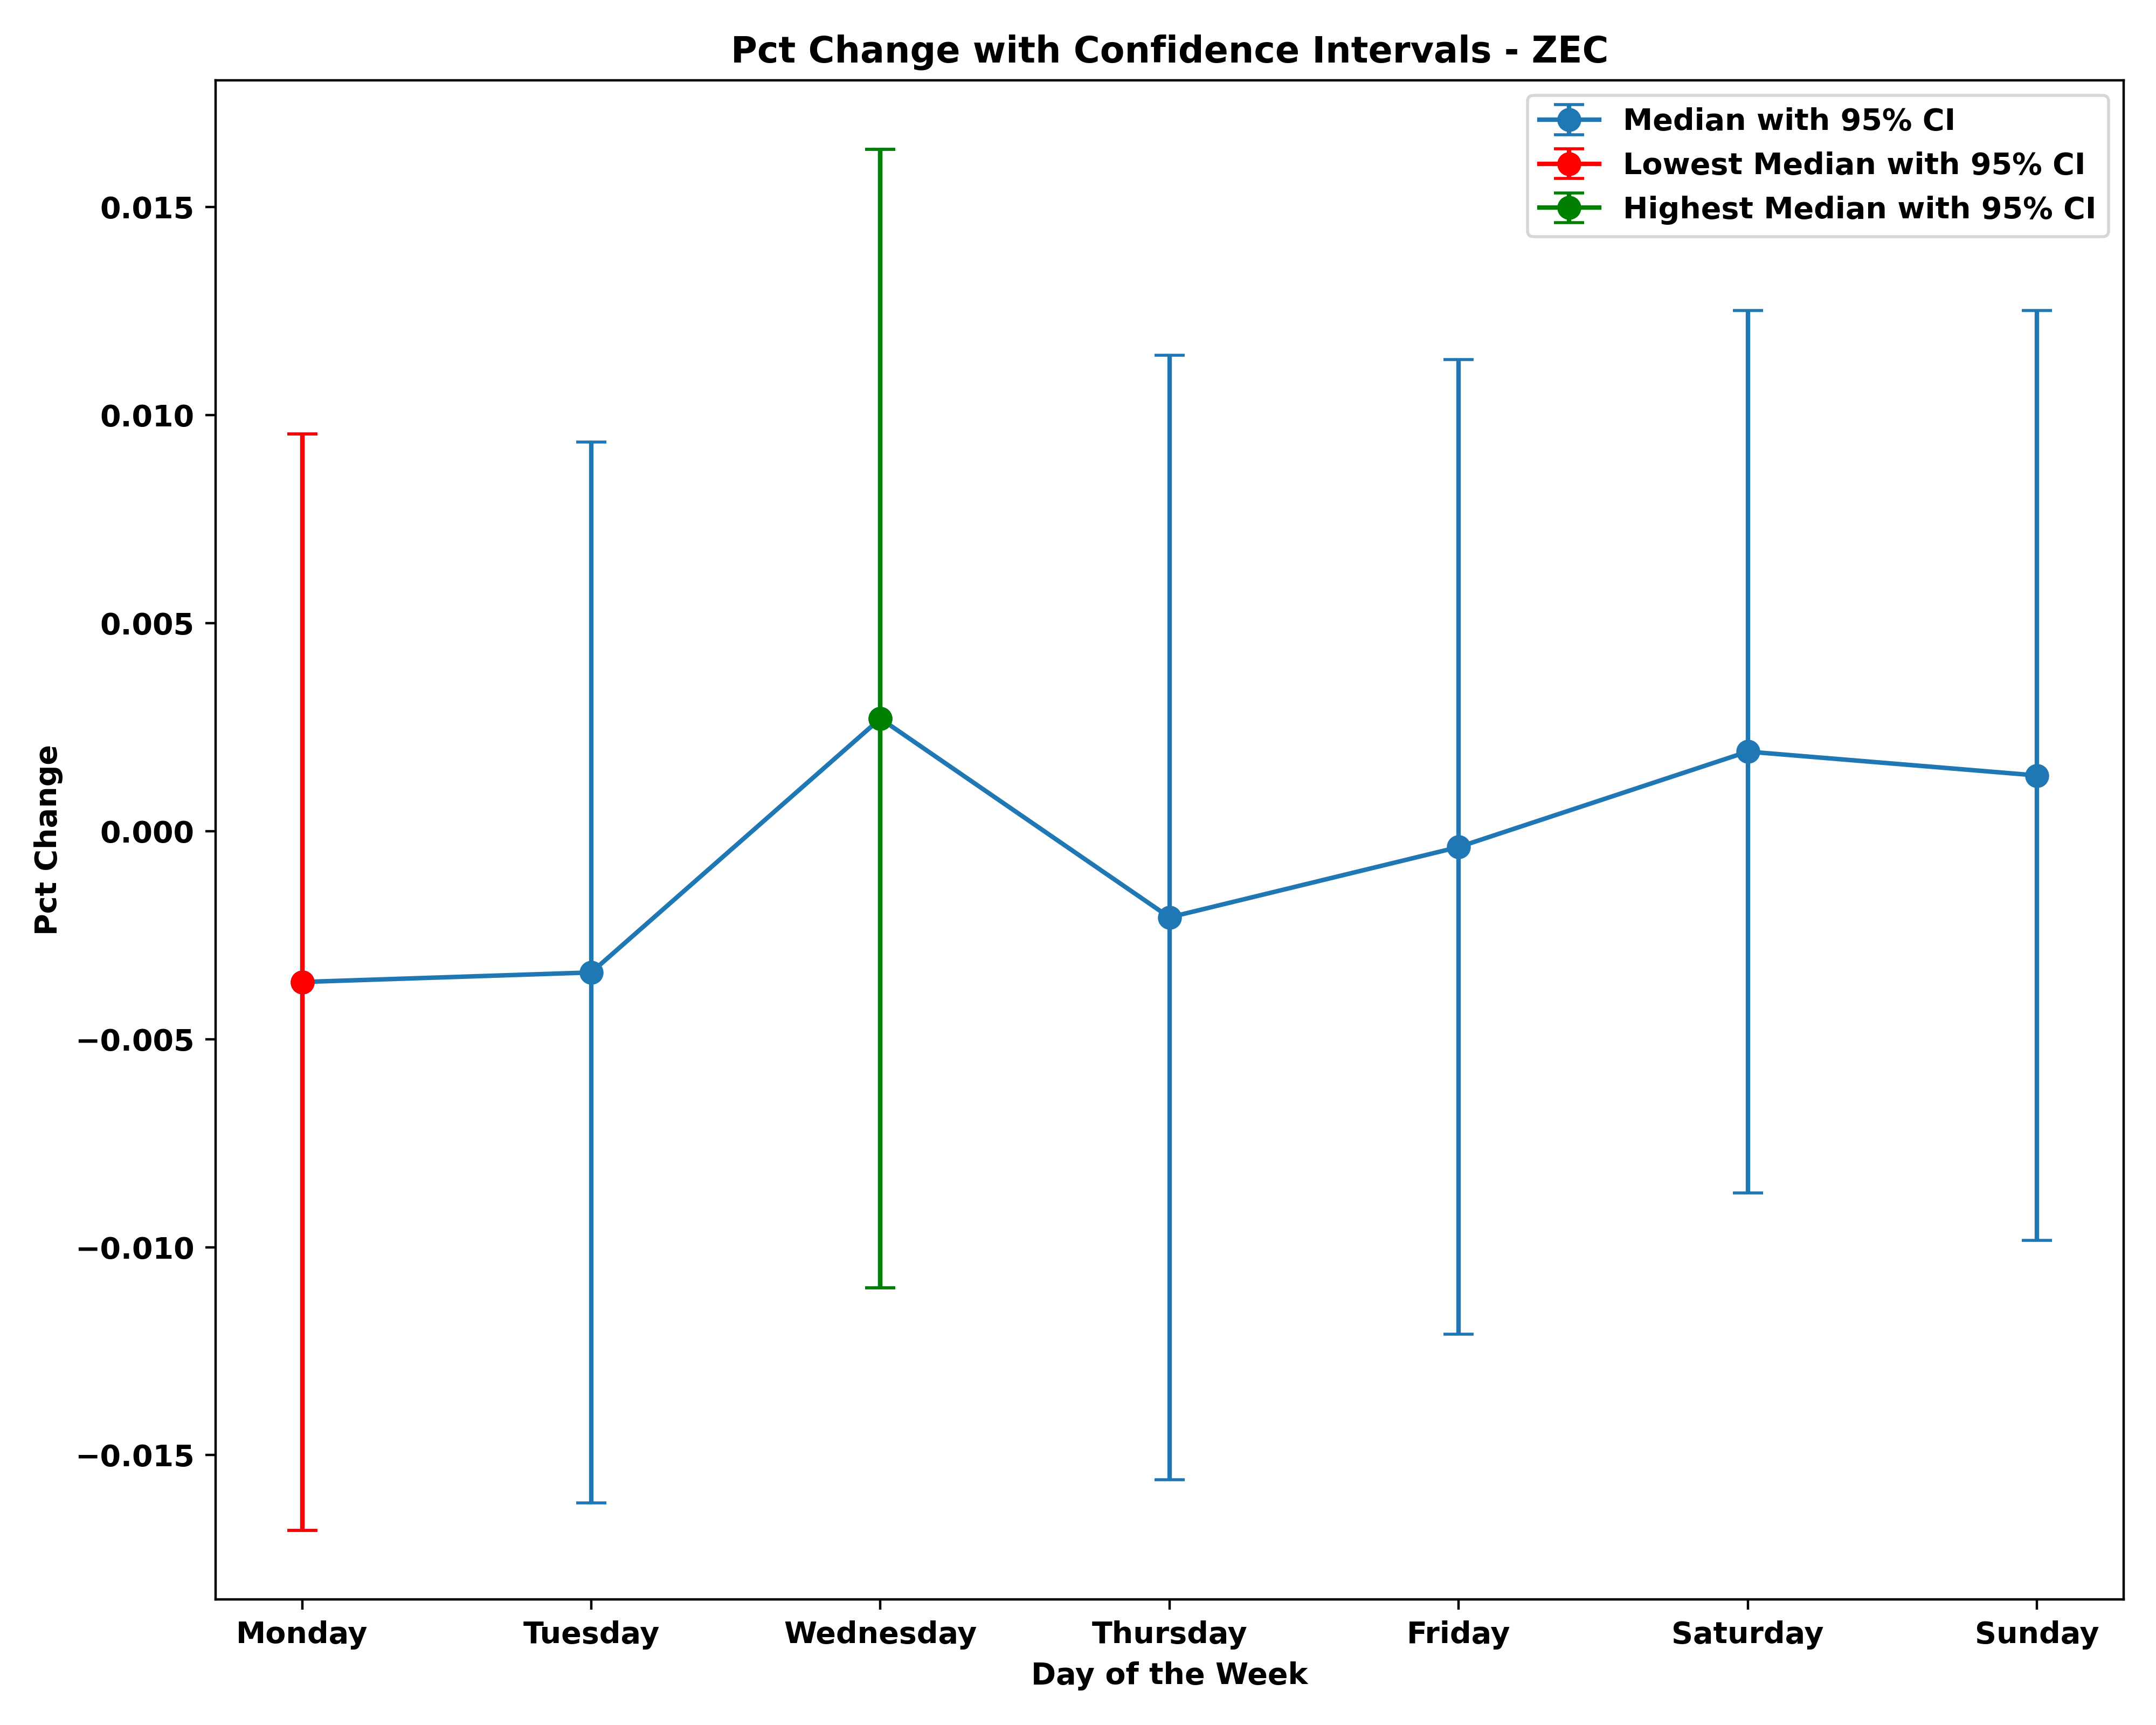 Pct Change with Confidence Intervals - ZEC
Median with 95% CI
Lowest Median with 95% CI
Highest Median with 95% CI
0.015
0.010
0.005
0.000
−0.005
−0.010
−0.015
Pct Change
Monday Tuesday Wednesday Thursday Friday Saturday Sunday
Day of the Week